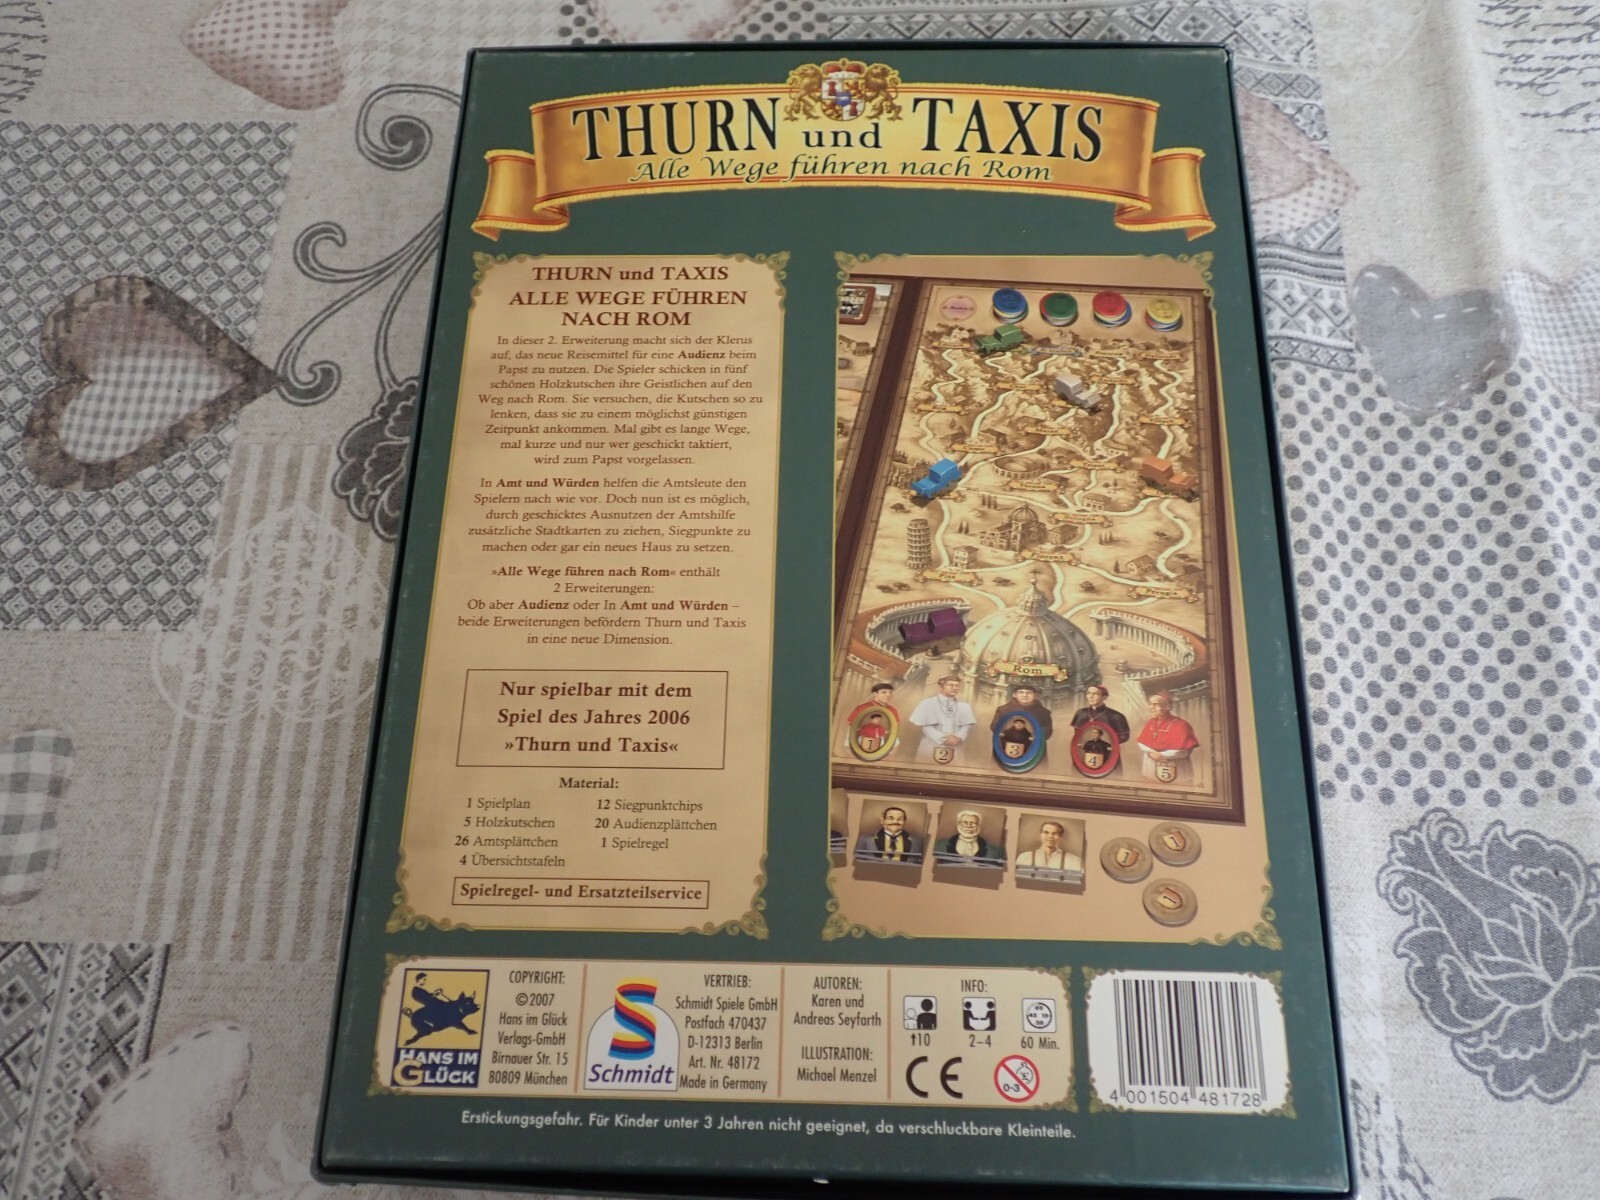 THURN und TAXIS
Alle Wege führen nach Rom
THURN und TAXIS
ALLE WEGE FÜHREN
NACH ROM
In dieser 2. Erweiterung macht sich der Klerus
auf, das neue Reisemittel für eine Audienz beim
Papst zu nutzen. Die Spieler schicken in fünf
schönen Holzkutschen ihre Geistlichen auf den
Weg nach Rom. Sie versuchen, die Kutschen so zu
lenken, dass sie zu einem möglichst günstigen
Zeitpunkt ankommen. Mal gibt es lange Wege,
mal kurze und nur wer geschickt taktiert,
wird zum Papst vorgelassen.
In Amt und Würden helfen die Amtsleute den
Spielern nach wie vor. Doch nun ist es möglich,
durch geschicktes Ausnutzen der Amtshilfe
zusätzliche Stadtkarten zu ziehen, Siegpunkte zu
machen oder gar ein neues Haus zu setzen.
»Alle Wege führen nach Rom« enthält
2 Erweiterungen:
Ob aber Audienz oder In Amt und Würden –
beide Erweiterungen befördern Thurn und Taxis
in eine neue Dimension.
Nur spielbar mit dem
Spiel des Jahres 2006
»Thurn und Taxis«
Material:
1 Spielplan
5 Holzkutschen
26 Amtsplättchen
4 Übersichtstafeln
12 Siegpunktchips
20 Audienzplättchen
1 Spielregel
Spielregel- und Ersatzteilservice
Rom
1
2
3
4
5
1
1
1
HANS IM
GLÜCK
COPYRIGHT:
©2007
Hans im Glück
Verlags-GmbH
Birnauer Str. 15
80809 München
Schmidt
VERTRIEB:
Schmidt Spiele GmbH
Postfach 470437
D-12313 Berlin
Art. Nr. 48172
Made in Germany
AUTOREN:
Karen und
Andreas Seyfarth
ILLUSTRATION:
Michael Menzel
INFO:
†10
2–4
60 Min.
CE
0-3
4 001504 481728
Erstickungsgefahr. Für Kinder unter 3 Jahren nicht geeignet, da verschluckbare Kleinteile.